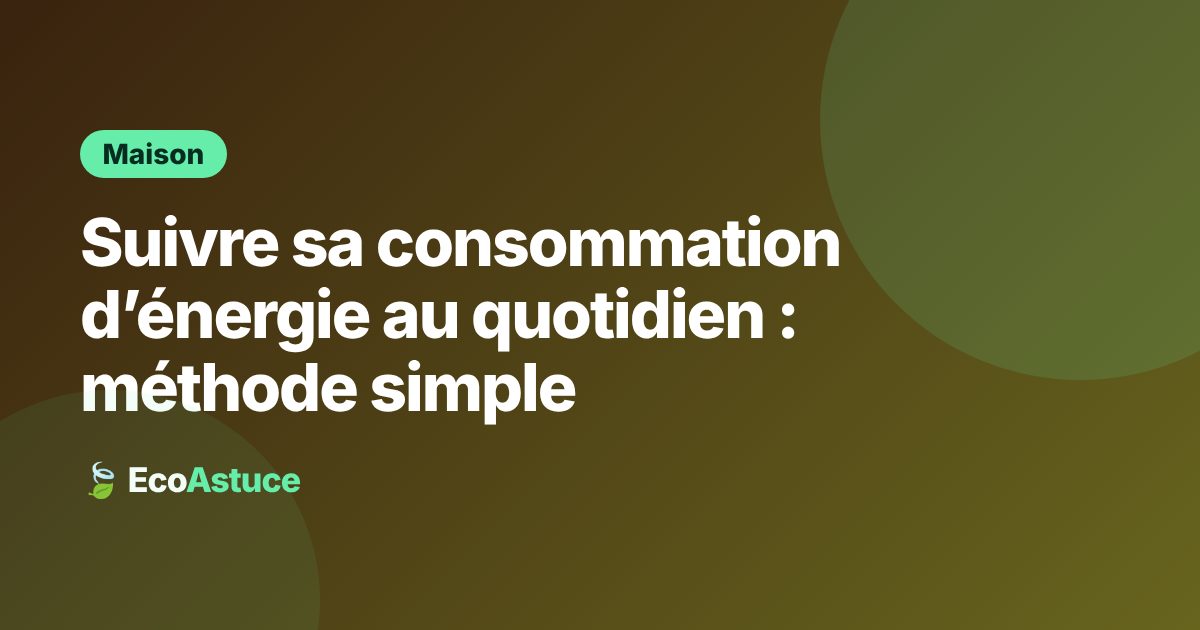 Maison
Suivre sa consommation
d’énergie au quotidien :
méthode simple
EcoAstuce